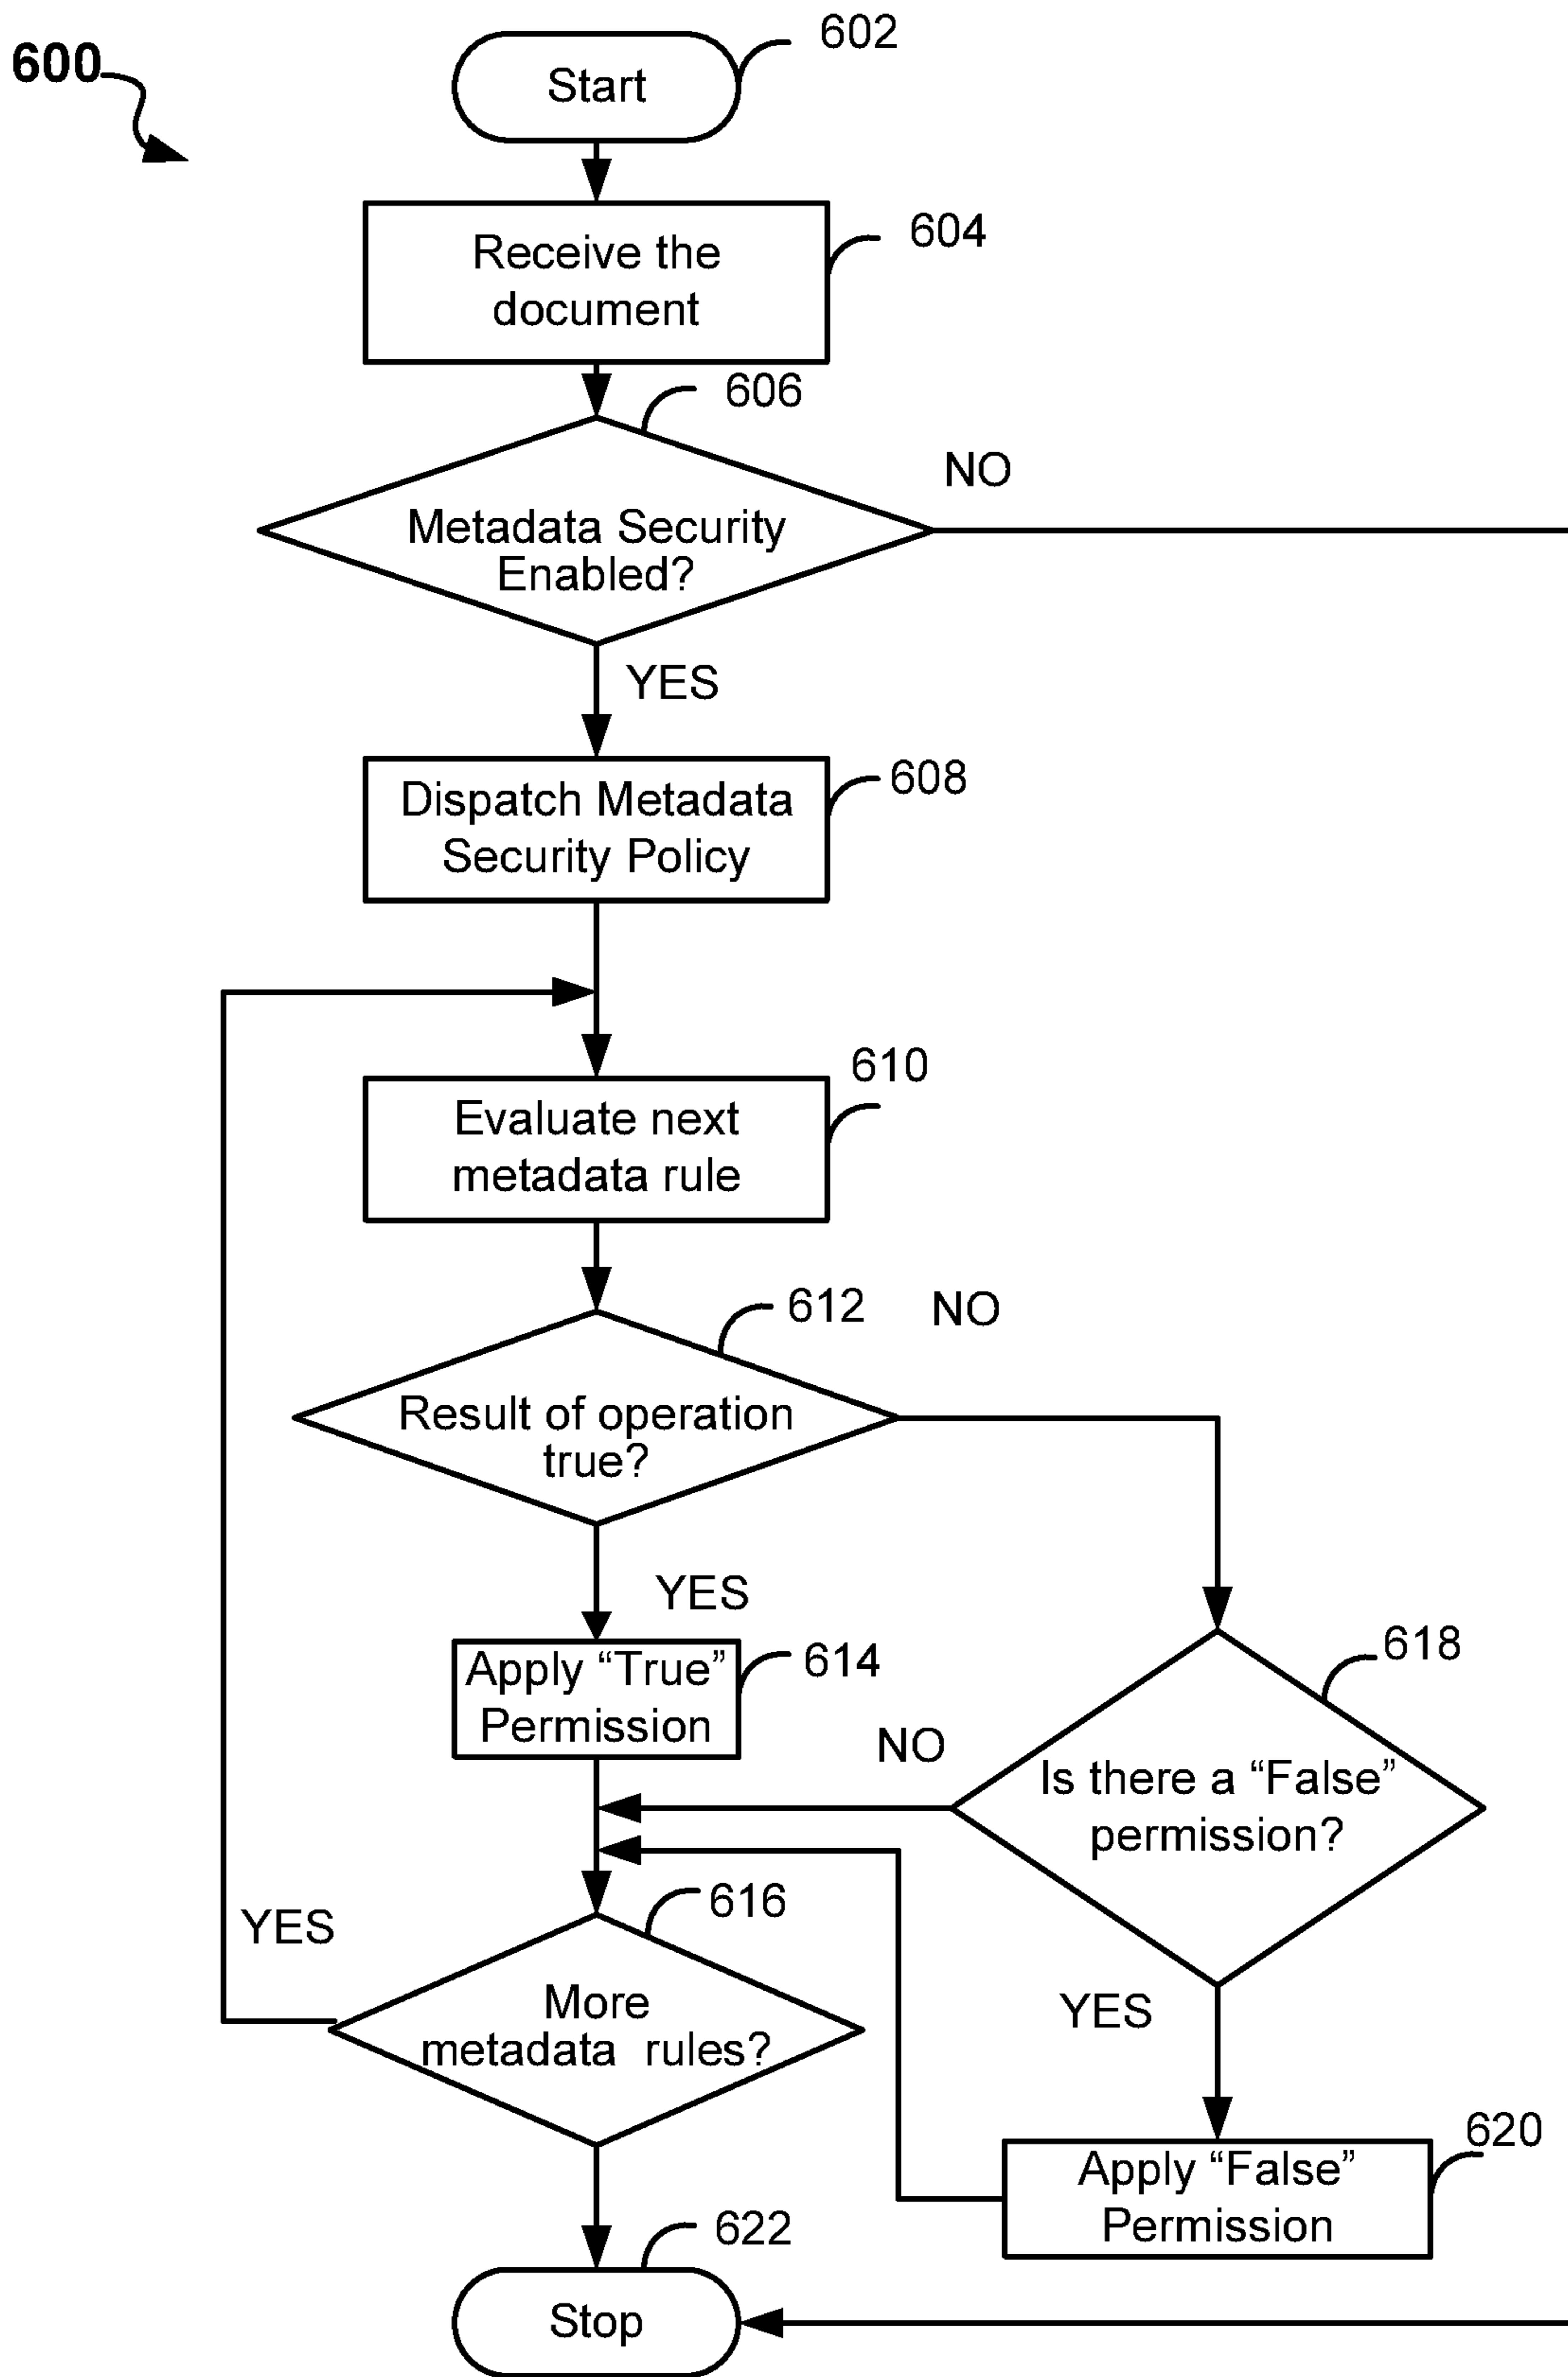 600
602
Start
604
Receive the
document
606
NO
Metadata Security
Enabled?
YES
608
Dispatch Metadata
Security Policy
610
Evaluate next
metadata rule
612
NO
Result of operation
true?
YES
614
Apply “True”
Permission
618
NO
Is there a “False”
permission?
616
YES
More
metadata rules?
YES
620
Apply “False”
Permission
622
Stop